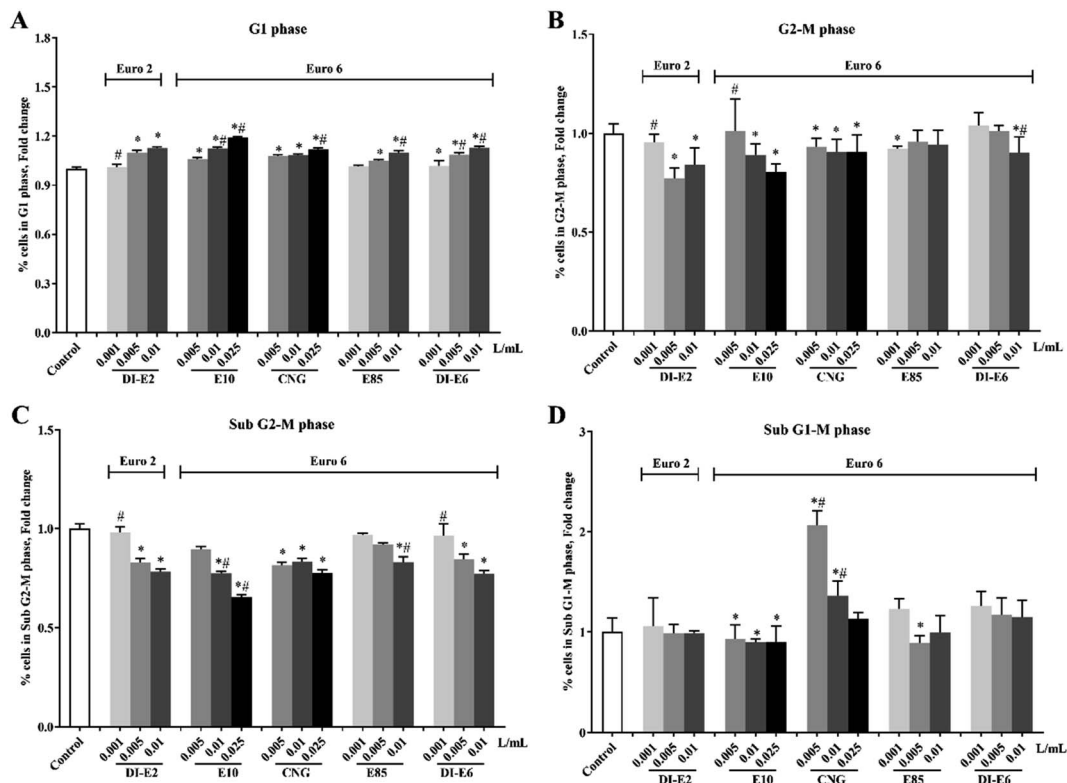 A
G1 phase
Euro 2
Euro 6
% cells in G1 phase, Fold change
1.8
1.5
1.2
0.9
0.6
0.3
0.0
# * *
* *# *#
* * *#
* *#
* *# *#
Control
0.001 0.005 0.01
0.005 0.01 0.025
0.005 0.01 0.025
0.001 0.005 0.01
0.001 0.005 0.01
L/mL
DI-E2 E10 CNG E85 DI-E6
B
G2-M phase
Euro 2
Euro 6
% cells in G2-M phase, Fold change
1.5
1.0
0.5
0.0
# * *
# * *
* * *
*
*#
Control
0.001 0.005 0.01
0.005 0.01 0.025
0.005 0.01 0.025
0.001 0.005 0.01
0.001 0.005 0.01
L/mL
DI-E2 E10 CNG E85 DI-E6
C
Sub G2-M phase
Euro 2
Euro 6
% cells in Sub G2-M phase, Fold change
1.5
1.0
0.5
0.0
# * *
*# *#
* * *
*#
# * *
Control
0.001 0.005 0.01
0.005 0.01 0.025
0.005 0.01 0.025
0.001 0.005 0.01
0.001 0.005 0.01
L/mL
DI-E2 E10 CNG E85 DI-E6
D
Sub G1-M phase
Euro 2
Euro 6
% cells in Sub G1-M phase, Fold change
3
2
1
0
* * *
*# *#
*
Control
0.001 0.005 0.01
0.005 0.01 0.025
0.005 0.01 0.025
0.001 0.005 0.01
0.001 0.005 0.01
L/mL
DI-E2 E10 CNG E85 DI-E6